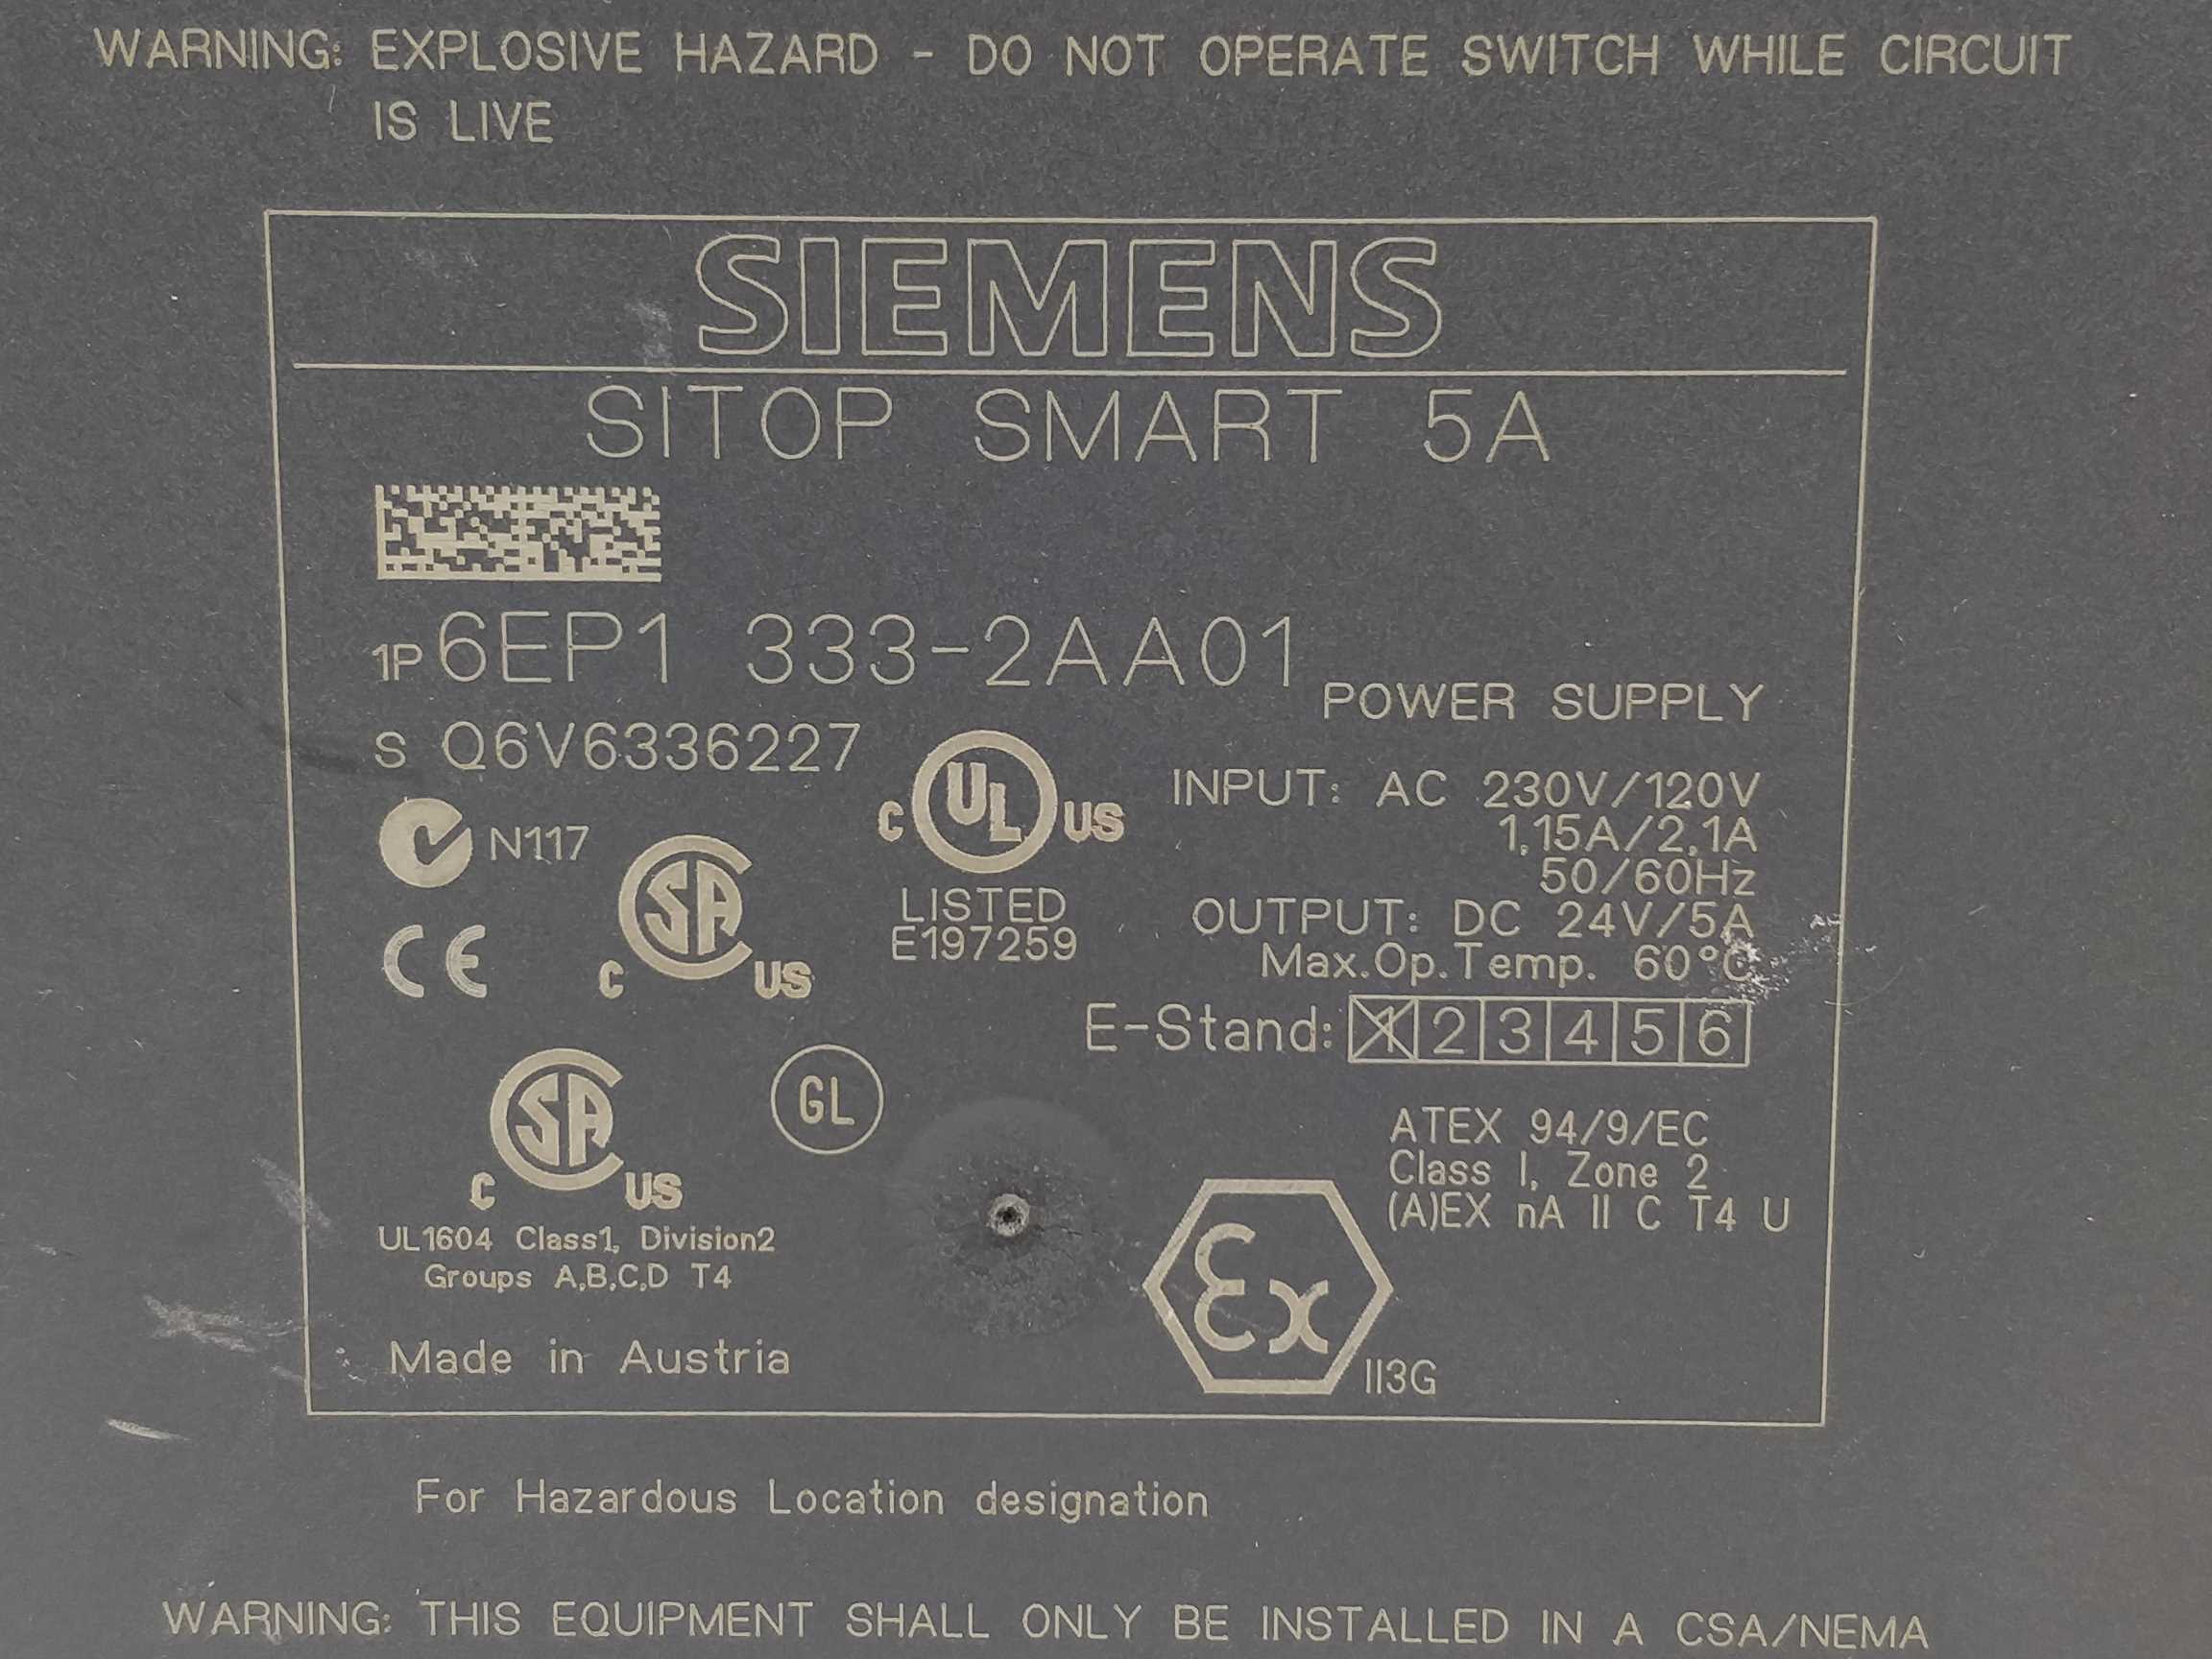 WARNING: EXPLOSIVE HAZARD - DO NOT OPERATE SWITCH WHILE CIRCUIT
IS LIVE
SIEMENS
SITOP SMART 5A
1P 6EP1 333-2AA01
S Q6V6336227
POWER SUPPLY
INPUT: AC 230V/120V
1,15A/2,1A
50/60Hz
OUTPUT: DC 24V/5A
Max.Op.Temp. 60°C
E-Stand: 1 2 3 4 5 6
N117
C UL US
LISTED
E197259
C SA US
CE
C SA US
GL
UL1604 Class1, Division2
Groups A,B,C,D T4
ATEX 94/9/EC
Class I, Zone 2
(A)EX nA II C T4 U
Ex
II3G
Made in Austria
For Hazardous Location designation
WARNING: THIS EQUIPMENT SHALL ONLY BE INSTALLED IN A CSA/NEMA